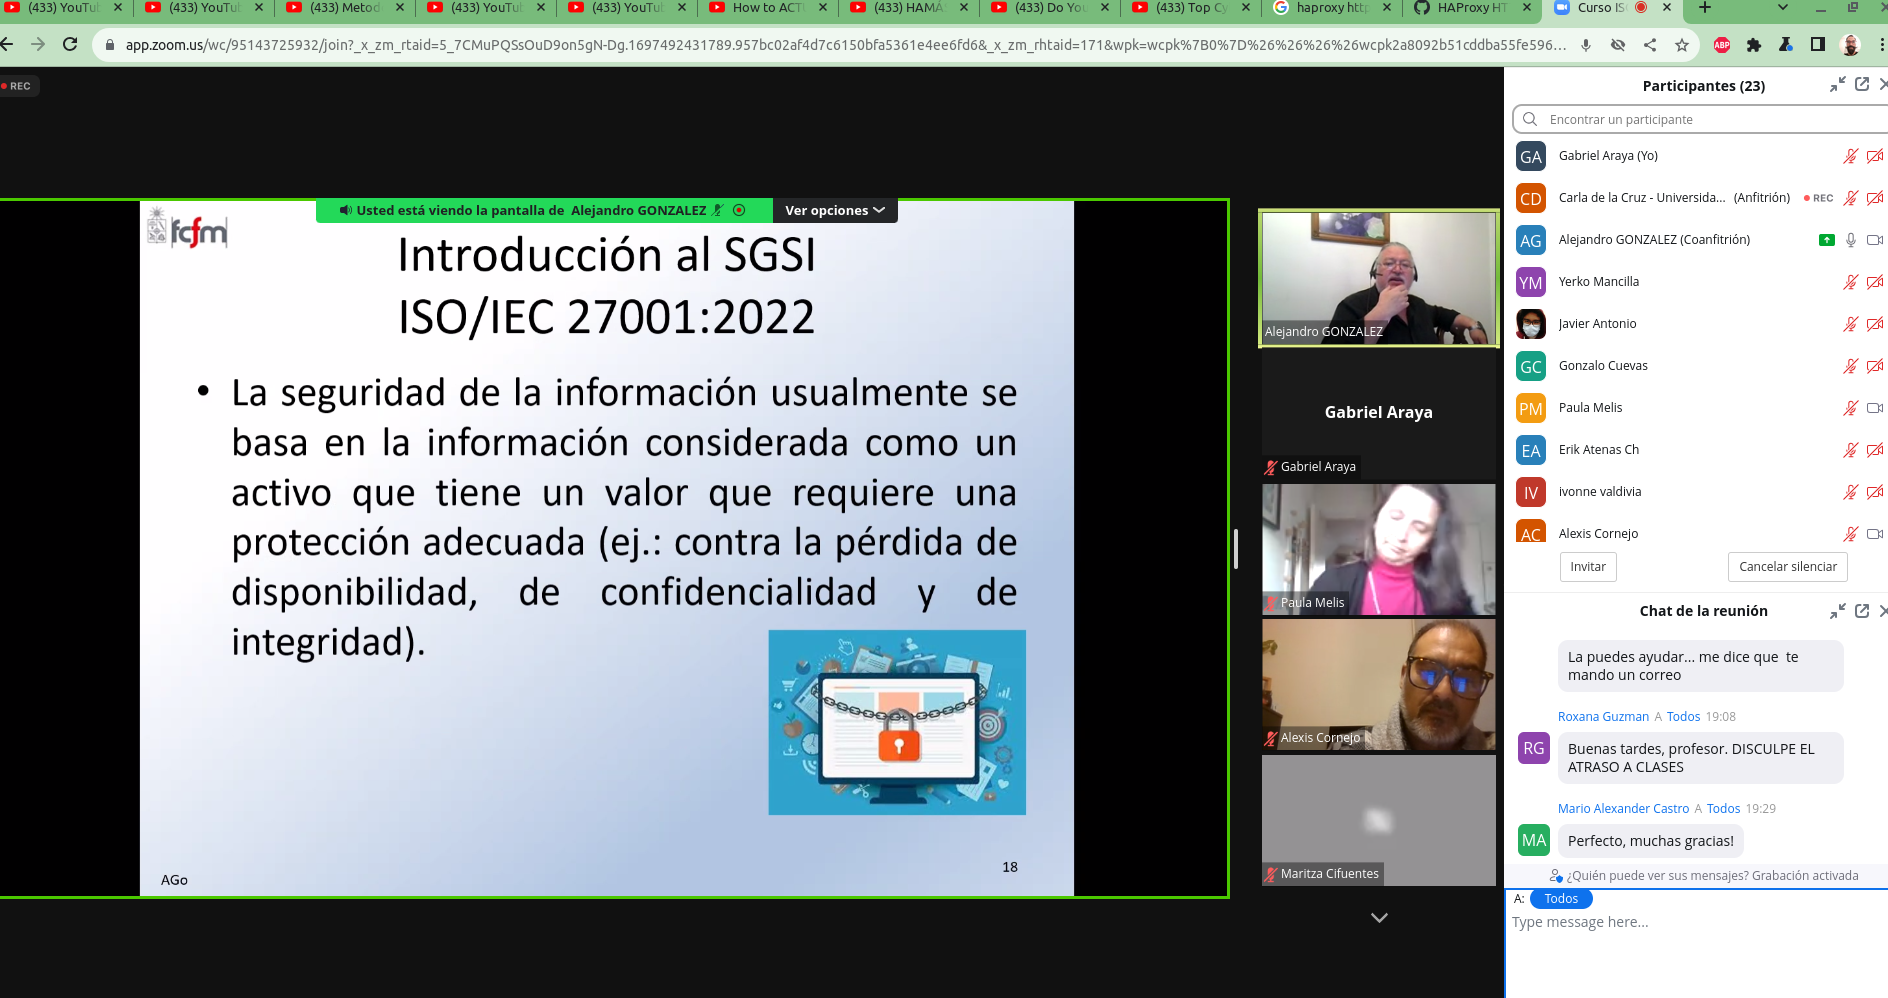 (433) YouTub
(433) YouTu
(433) Metod
(433) YouTub
(433) YouTu
How to ACT
(433) HAMÁ
(433) Do You
(433) Top Cy
haproxy http
HAProxy HT
Curso IS
app.zoom.us/wc/95143725932/join?_x_zm_rtaid=5_7CMuPQSsOuD9on5gN-Dg.1697492431789.957bc02af4d7c6150bfa5361e4ee6fd6&_x_zm_rhtaid=171&wpk=wcpk%7B0%7D%26%26%26%26wcpk2a8092b51cddba55fe596...
ABP
REC
Usted está viendo la pantalla de Alejandro GONZALEZ
Ver opciones
fcfm
Introducción al SGSI
ISO/IEC 27001:2022
• La seguridad de la información usualmente se
basa en la información considerada como un
activo que tiene un valor que requiere una
protección adecuada (ej.: contra la pérdida de
disponibilidad, de confidencialidad y de
integridad).
AGo
18
Alejandro GONZALEZ
Gabriel Araya
Gabriel Araya
Paula Melis
Alexis Cornejo
Maritza Cifuentes
Participantes (23)
Encontrar un participante
GA Gabriel Araya (Yo)
CD Carla de la Cruz - Universida... (Anfitrión) REC
AG Alejandro GONZALEZ (Coanfitrión)
YM Yerko Mancilla
Javier Antonio
GC Gonzalo Cuevas
PM Paula Melis
EA Erik Atenas Ch
IV ivonne valdivia
AC Alexis Cornejo
Invitar
Cancelar silenciar
Chat de la reunión
La puedes ayudar... me dice que te
mando un correo
Roxana Guzman A Todos 19:08
RG
Buenas tardes, profesor. DISCULPE EL
ATRASO A CLASES
Mario Alexander Castro A Todos 19:29
MA Perfecto, muchas gracias!
¿Quién puede ver sus mensajes? Grabación activada
A: Todos
Type message here...